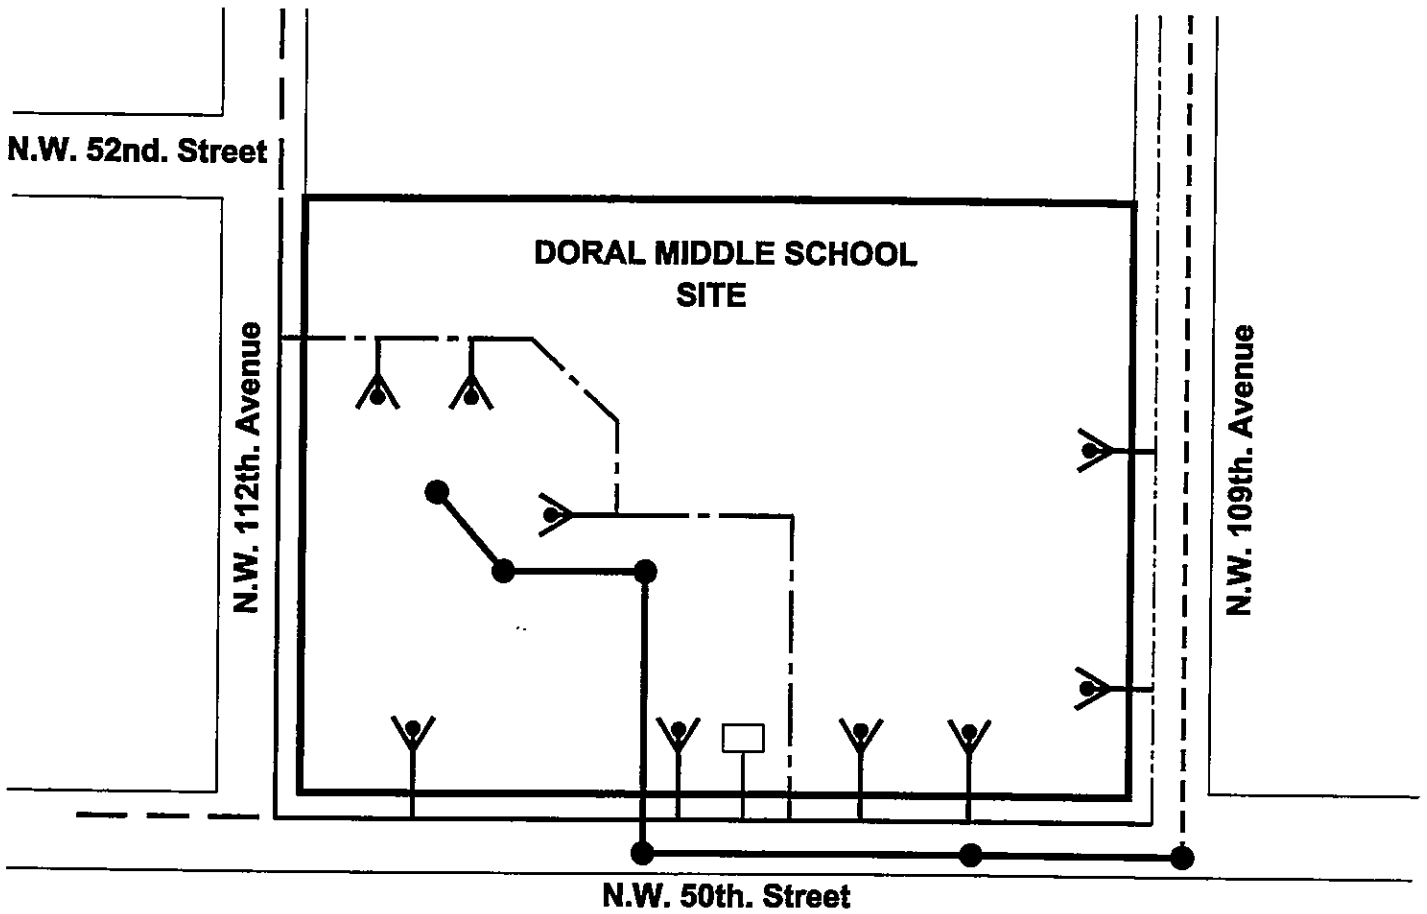 N.W. 52nd. Street
DORAL MIDDLE SCHOOL
SITE
N.W. 112th. Avenue
N.W. 109th. Avenue
N.W. 50th. Street